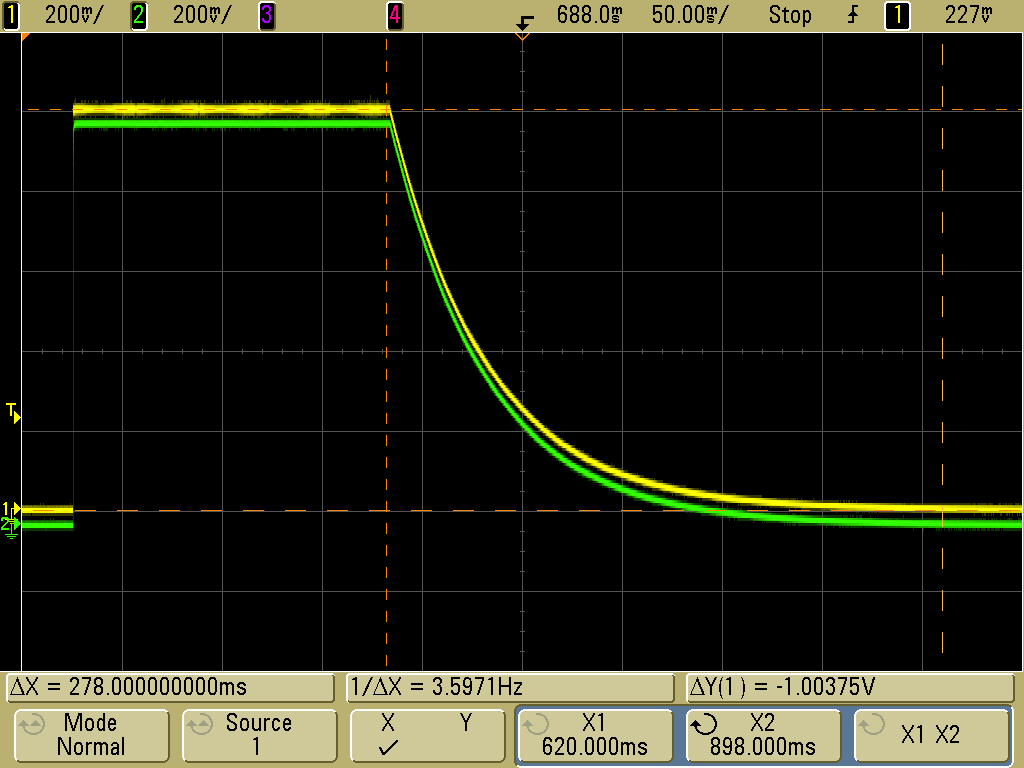 1 200mV/ 2 200mV/ 3 4 688.0ms 50.00ms/ Stop 1 227mV
T
1
2
ΔX = 278.000000000ms 1/ΔX = 3.5971Hz ΔY(1) = -1.00375V
Mode Source X Y X1 X2 X1 X2
Normal 1 ✓ 620.000ms 898.000ms